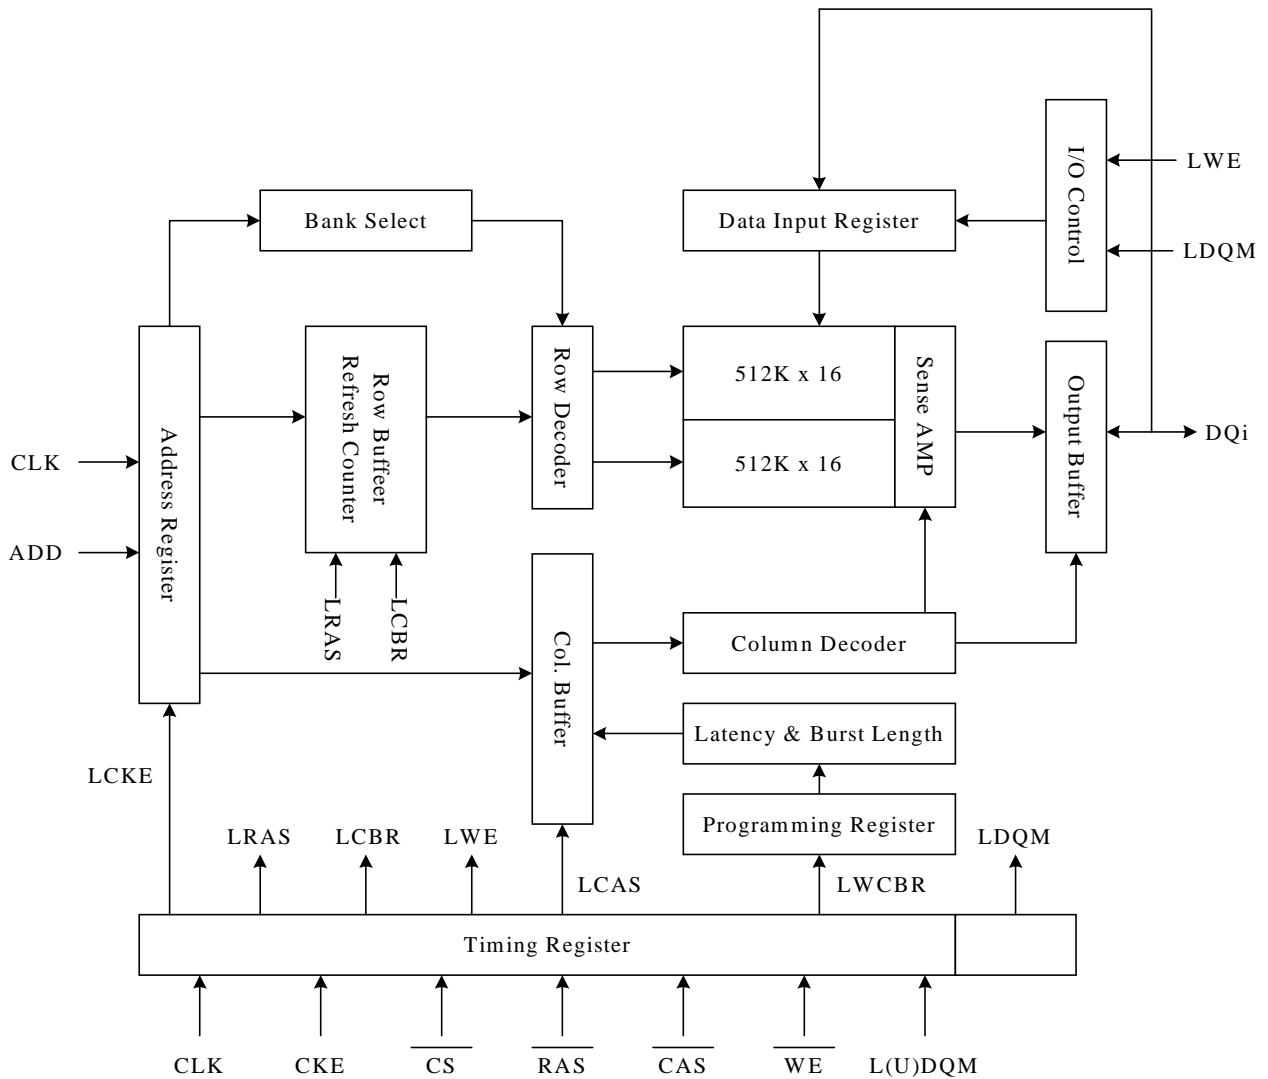 I/O Control
LWE
LDQM
Bank Select
Data Input Register
Address Register
Row Buffeer
Refresh Counter
Row Decoder
512K x 16
512K x 16
Sense AMP
Output Buffer
DQi
CLK
ADD
LRAS
LCBR
Col. Buffer
Column Decoder
Latency & Burst Length
Programming Register
LCKE
LRAS
LCBR
LWE
LCAS
LWCBR
LDQM
Timing Register
CLK
CKE
CS
RAS
CAS
WE
L(U)DQM